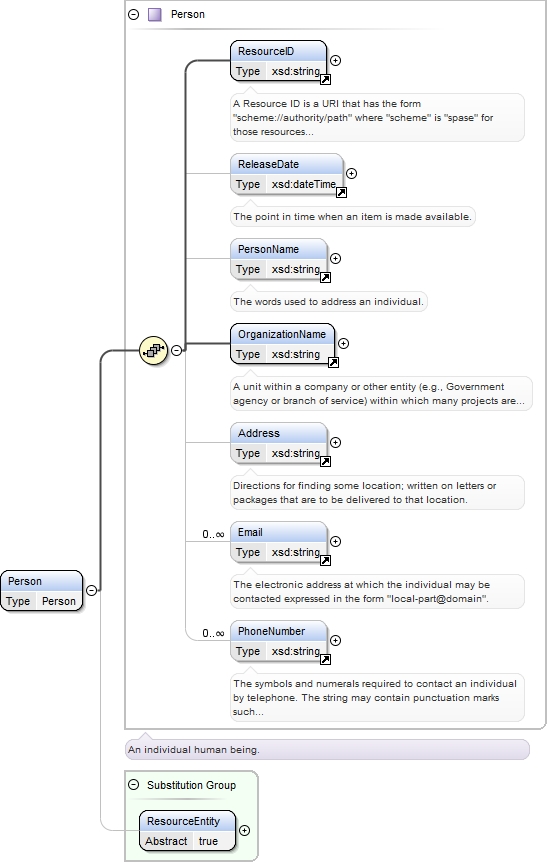 Person
ResourceID
Type xsd:string
A Resource ID is a URI that has the form
"scheme://authority/path" where "scheme" is "spase" for
those resources...
ReleaseDate
Type xsd:dateTime
The point in time when an item is made available.
PersonName
Type xsd:string
The words used to address an individual.
OrganizationName
Type xsd:string
A unit within a company or other entity (e.g., Government
agency or branch of service) within which many projects are...
Address
Type xsd:string
Directions for finding some location; written on letters or
packages that are to be delivered to that location.
0..∞
Email
Type xsd:string
The electronic address at which the individual may be
contacted expressed in the form "local-part@domain".
0..∞
PhoneNumber
Type xsd:string
The symbols and numerals required to contact an individual
by telephone. The string may contain punctuation marks
such...
Person
Type Person
An individual human being.
Substitution Group
ResourceEntity
Abstract true